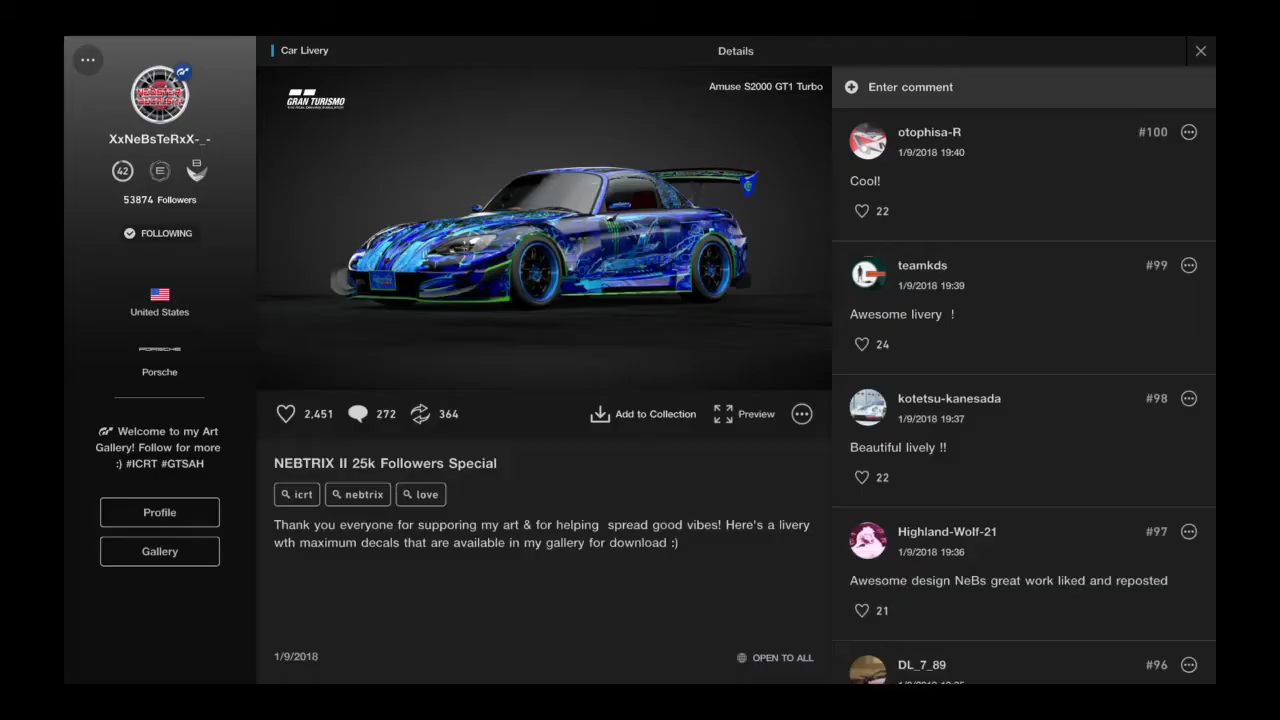 Car Livery
Details
XxNeBsTeRxX-_-
42
E
B
53874 Followers
FOLLOWING
United States
PORSCHE
Porsche
Welcome to my Art
Gallery! Follow for more
:) #ICRT #GTSAH
Profile
Gallery
GRAN TURISMO
Amuse S2000 GT1 Turbo
2,451
272
364
Add to Collection
Preview
NEBTRIX II 25k Followers Special
icrt
nebtrix
love
Thank you everyone for supporing my art & for helping spread good vibes! Here's a livery
wth maximum decals that are available in my gallery for download :)
1/9/2018
OPEN TO ALL
Enter comment
otophisa-R
#100
1/9/2018 19:40
Cool!
22
teamkds
#99
1/9/2018 19:39
Awesome livery !
24
kotetsu-kanesada
#98
1/9/2018 19:37
Beautiful lively !!
22
Highland-Wolf-21
#97
1/9/2018 19:36
Awesome design NeBs great work liked and reposted
21
DL_7_89
#96